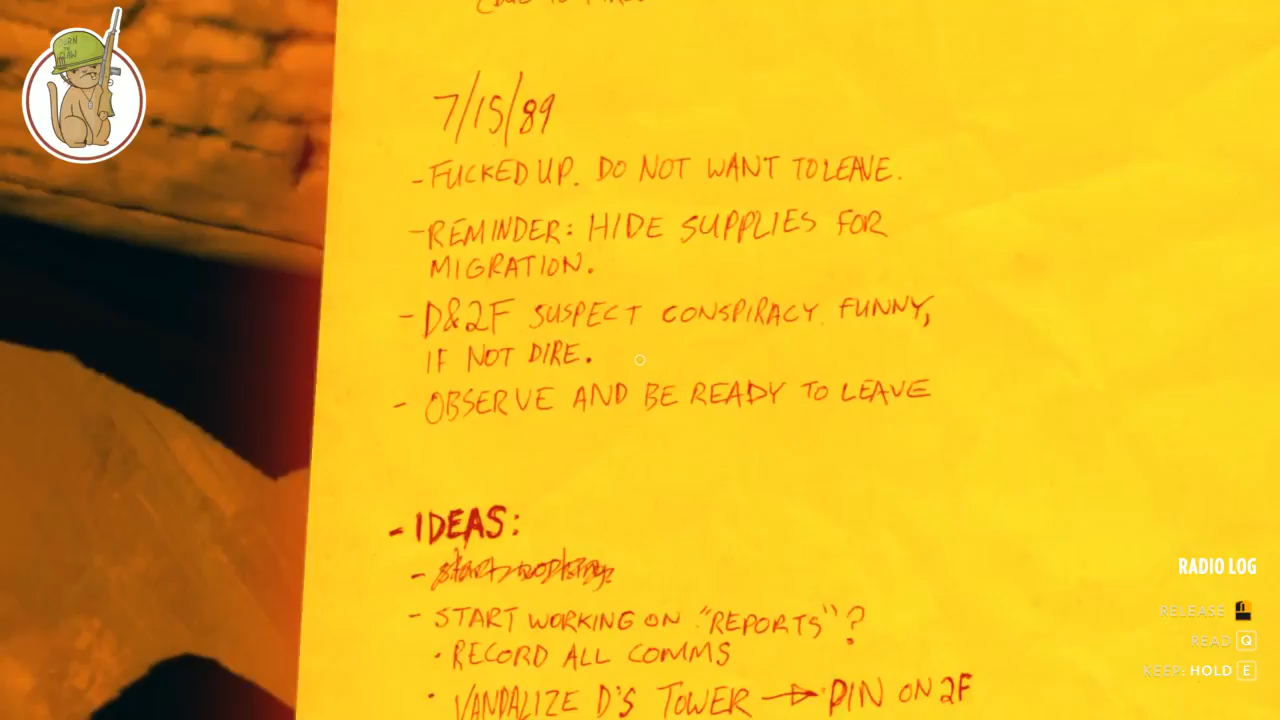 7/15/89
-FUCKED UP. DO NOT WANT TO LEAVE.
-REMINDER: HIDE SUPPLIES FOR
MIGRATION.
- D&2F SUSPECT CONSPIRACY. FUNNY,
IF NOT DIRE.
- OBSERVE AND BE READY TO LEAVE
- IDEAS:
- START WORKING ON "REPORTS"?
· RECORD ALL COMMS
· VANDALIZE D'S TOWER → PIN ON 2F
RADIO LOG
RELEASE
READ Q
KEEP: HOLD E